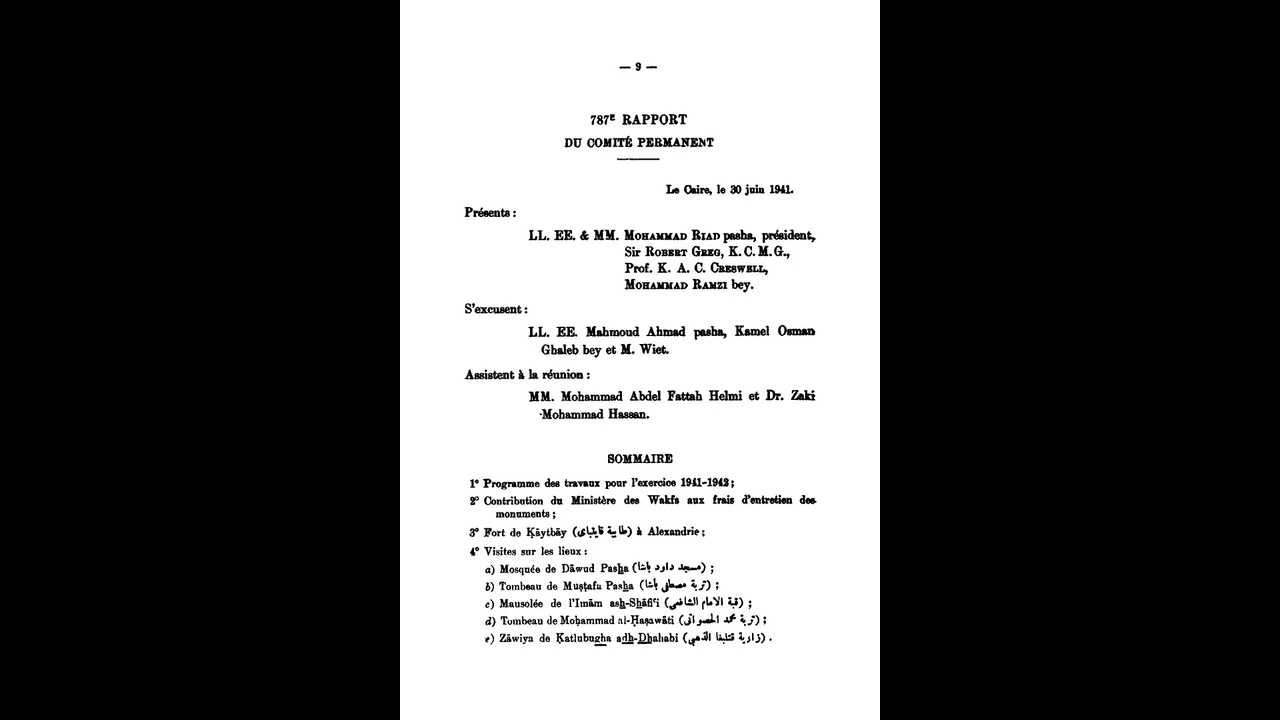 — 9 —
787ᴱ RAPPORT
DU COMITÉ PERMANENT
Le Caire, le 30 juin 1941.
Présents :
LL. EE. & MM. MOHAMMAD RIAD pasha, président,
Sir ROBERT GREG, K. C. M. G.,
Prof. K. A. C. CRESWELL,
MOHAMMAD RAMZI bey.
S'excusent :
LL. EE. Mahmoud Ahmad pasha, Kamel Osman
Ghaleb bey et M. Wiet.
Assistent à la réunion :
MM. Mohammad Abdel Fattah Helmi et Dr. Zaki
Mohammad Hassan.
SOMMAIRE
1° Programme des travaux pour l'exercice 1941-1942 ;
2° Contribution du Ministère des Wakfs aux frais d'entretien des
monuments ;
3° Fort de Ḳāytbāy (طابية قايتباى) à Alexandrie ;
4° Visites sur les lieux :
a) Mosquée de Dāwud Pasha (مسجد داود باشا) ;
b) Tombeau de Muṣṭafa Pasha (تربة مصطفى باشا) ;
c) Mausolée de l'Imām ash-Shāfi'i (قبة الامام الشافعى) ;
d) Tombeau de Moḥammad al-Ḥaṣawāti (تربة محمد الحصواتى) ;
e) Zāwiya de Ḳatlubugha adh-Dhahabi (زاوية قتلبغا الذهبي) .